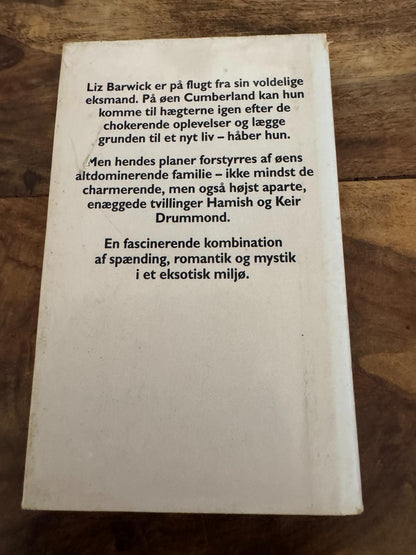 Liz Barwick er på flugt fra sin voldelige
eksmand. På øen Cumberland kan hun
komme til hægterne igen efter de
chokerende oplevelser og lægge
grunden til et nyt liv – håber hun.
Men hendes planer forstyrres af øens
altdominerende familie – ikke mindst de
charmerende, men også højst aparte,
enæggede tvillinger Hamish og Keir
Drummond.
En fascinerende kombination
af spænding, romantik og mystik
i et eksotisk miljø.